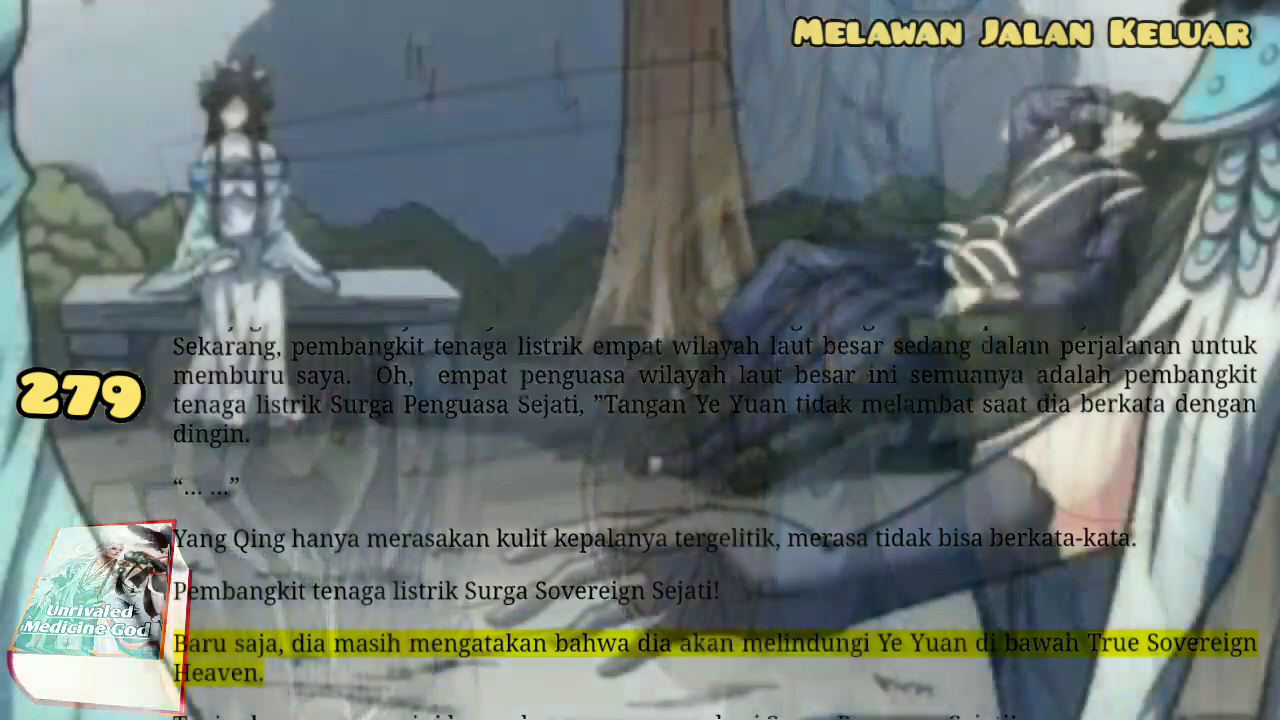 Melawan Jalan Keluar
Sekarang, pembangkit tenaga listrik empat wilayah laut besar sedang dalam perjalanan untuk
memburu saya. Oh, empat penguasa wilayah laut besar ini semuanya adalah pembangkit
tenaga listrik Surga Penguasa Sejati, ”Tangan Ye Yuan tidak melambat saat dia berkata dengan
dingin.
279
“... ...”
Yang Qing hanya merasakan kulit kepalanya tergelitik, merasa tidak bisa berkata-kata.
Pembangkit tenaga listrik Surga Sovereign Sejati!
Unrivaled
Medicine God
Baru saja, dia masih mengatakan bahwa dia akan melindungi Ye Yuan di bawah True Sovereign
Heaven.